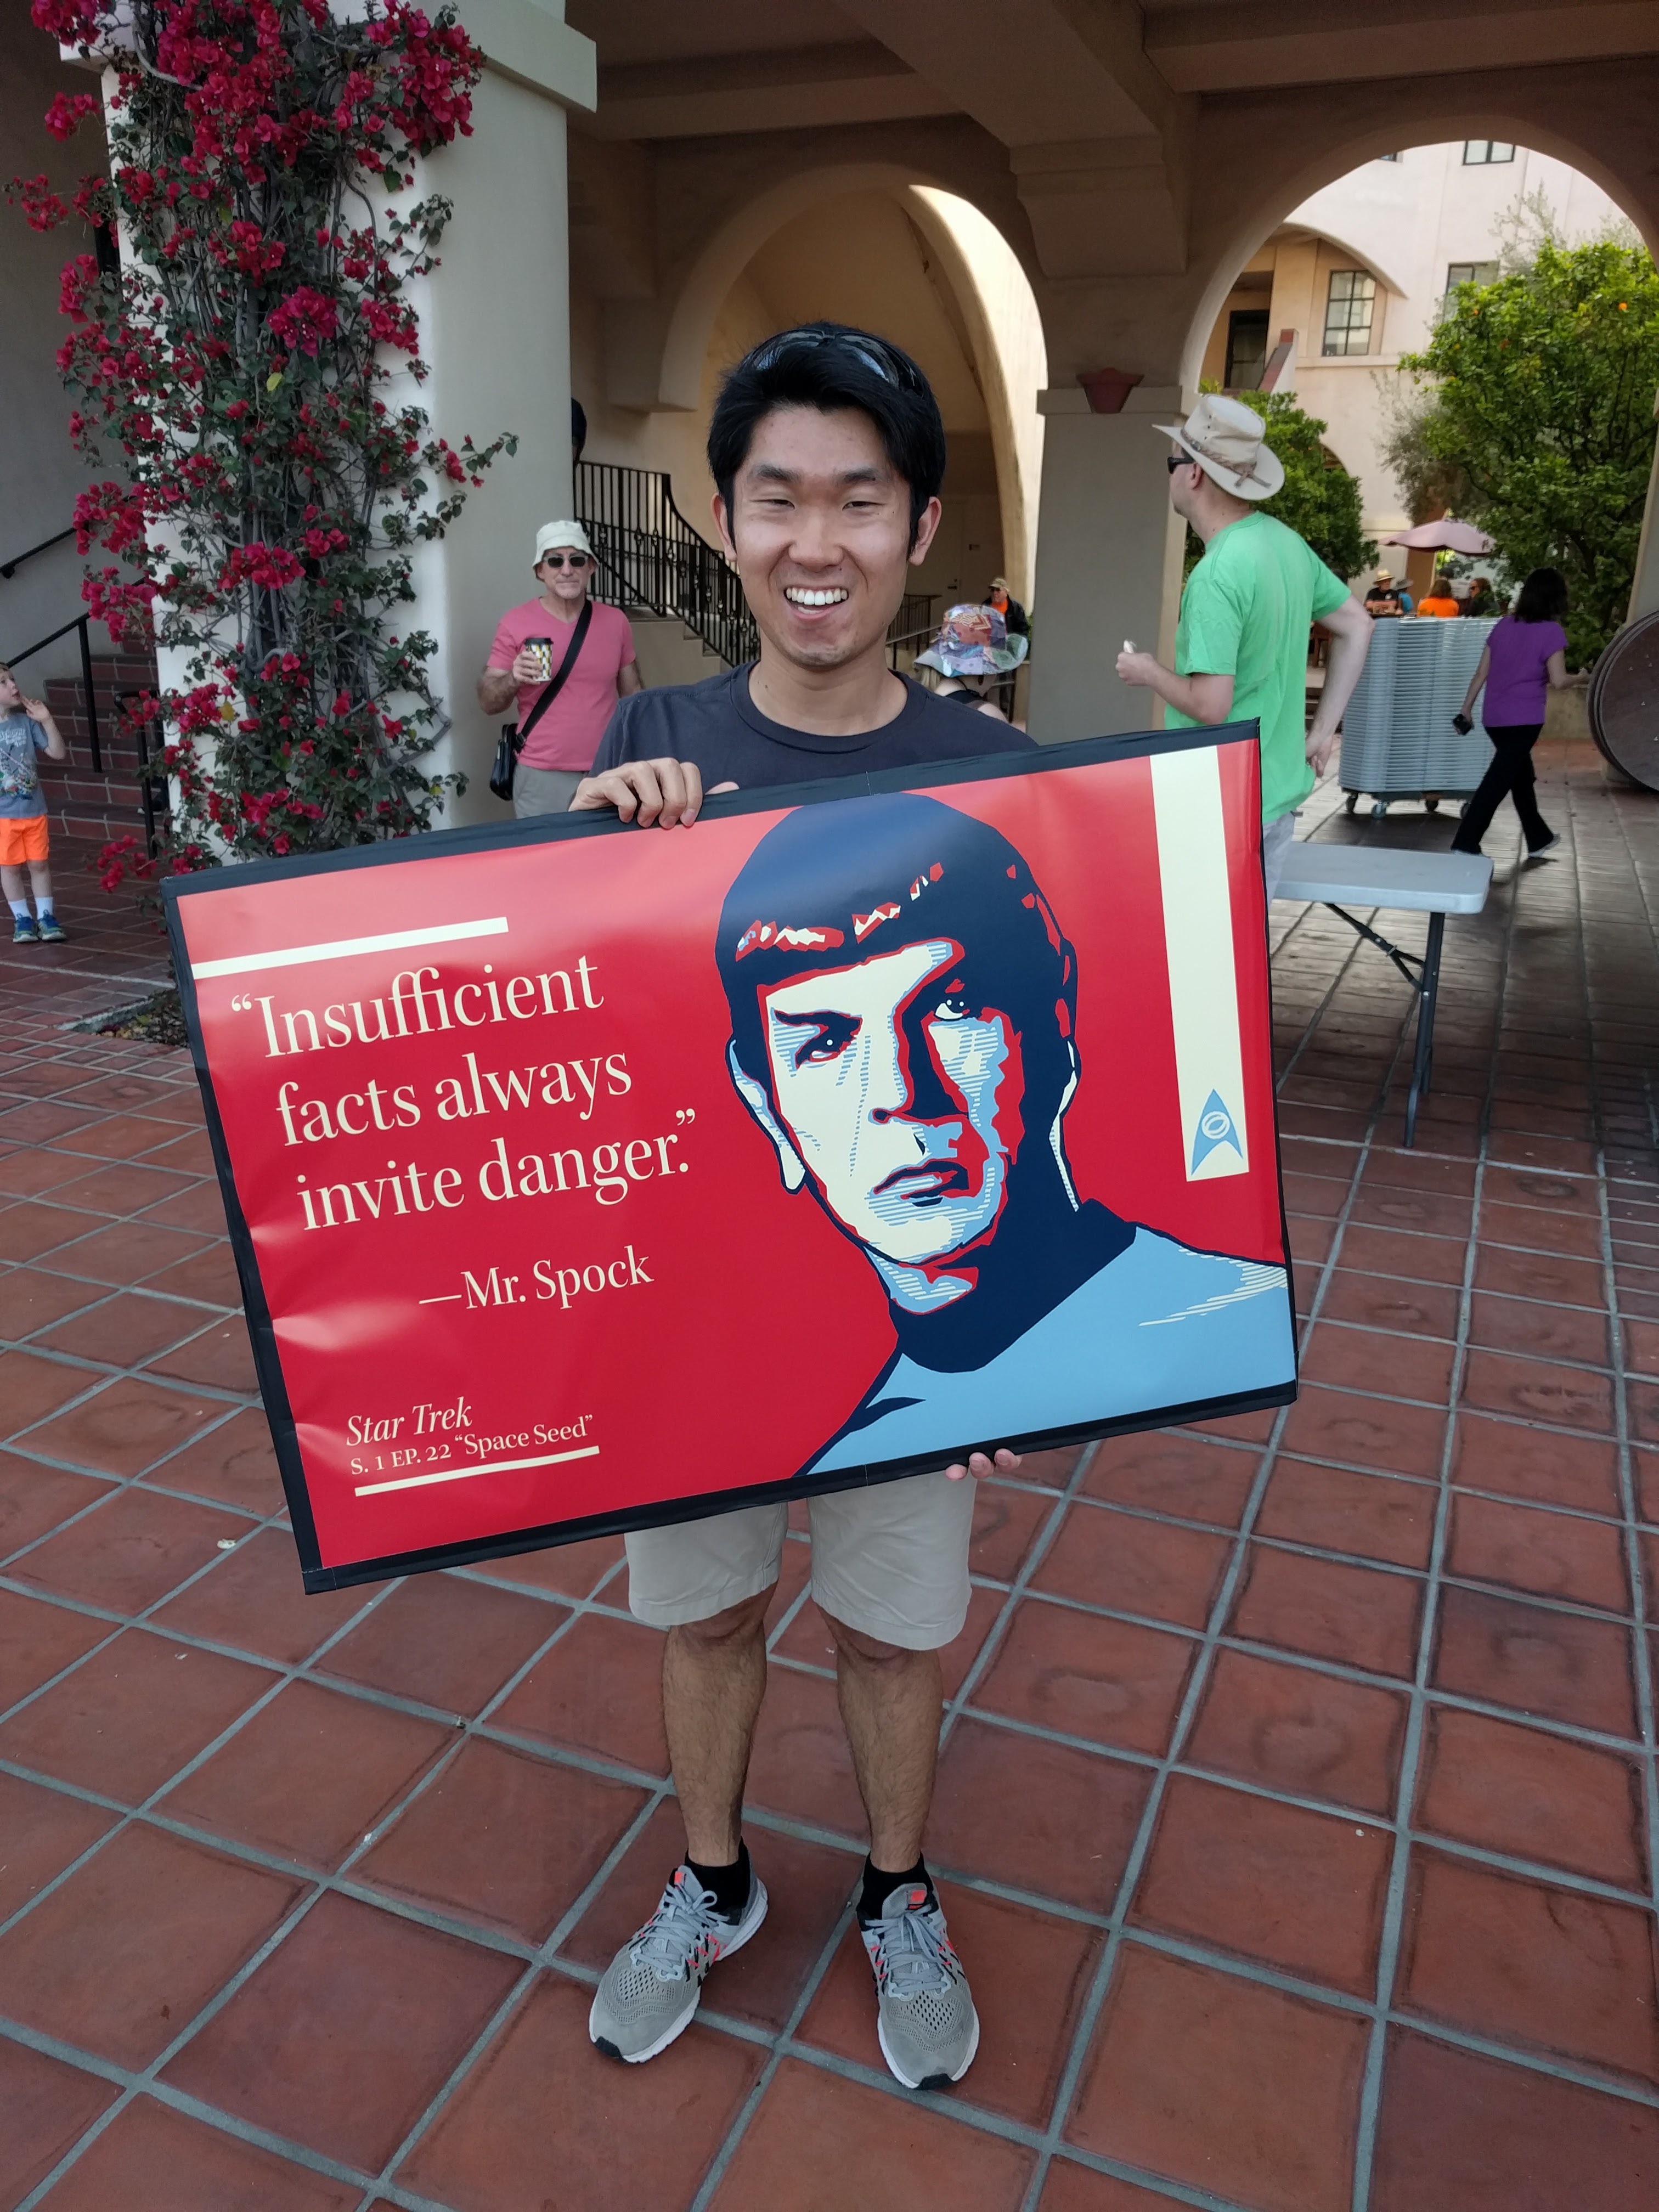 “Insufficient
facts always
invite danger.”
—Mr. Spock
Star Trek
S. 1 EP. 22 “Space Seed”